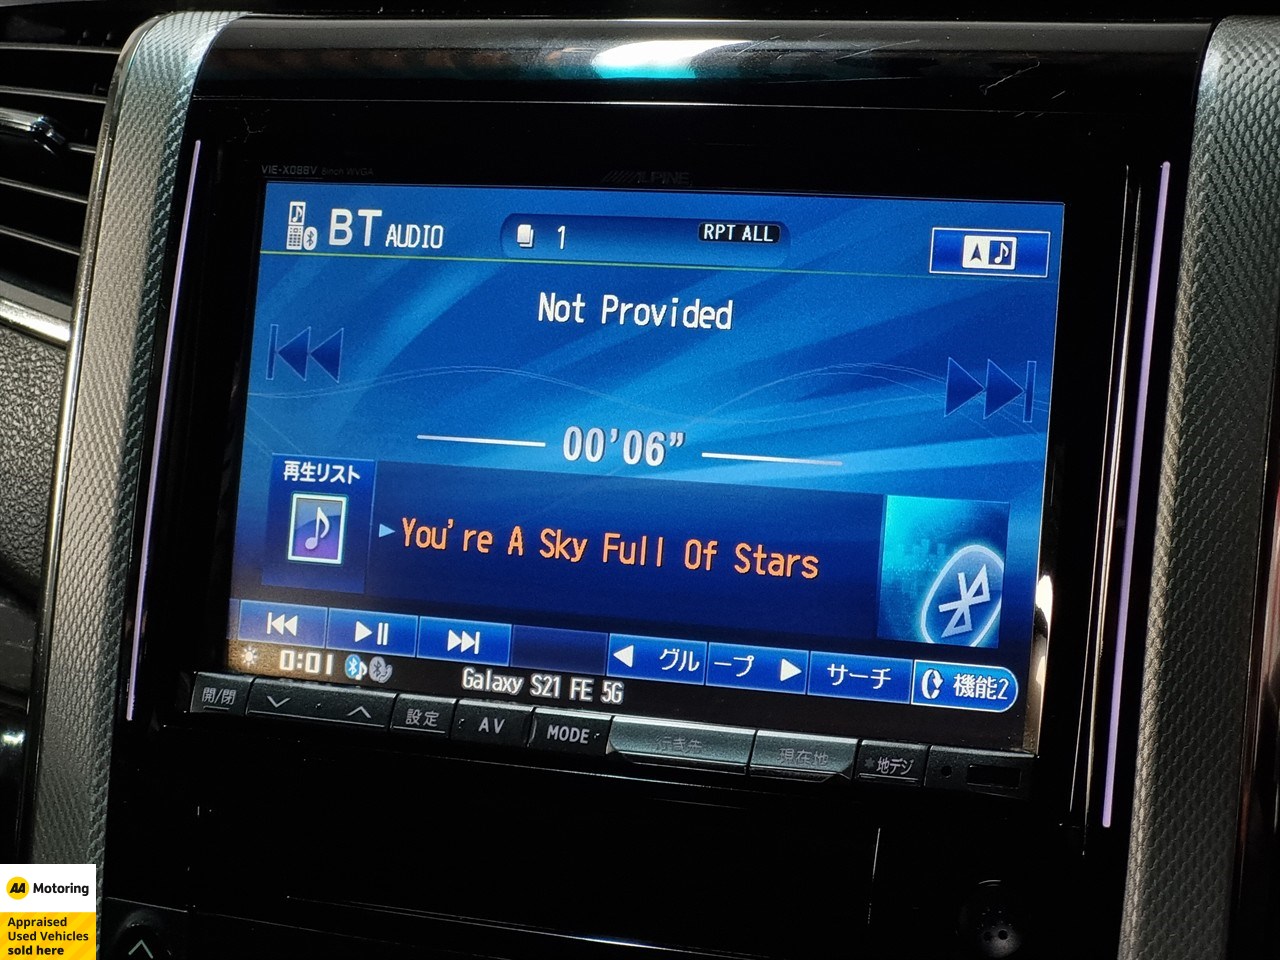 VIE-X088V 8inch WVGA
ALPINE
BT AUDIO
1
RPT ALL
Not Provided
00'06"
再生リスト
You're A Sky Full Of Stars
グループ
サーチ
機能2
0:01
Galaxy S21 FE 5G
開/閉
設定
AV
MODE
行き先
現在地
*地デジ
AA Motoring
Appraised
Used Vehicles
sold here